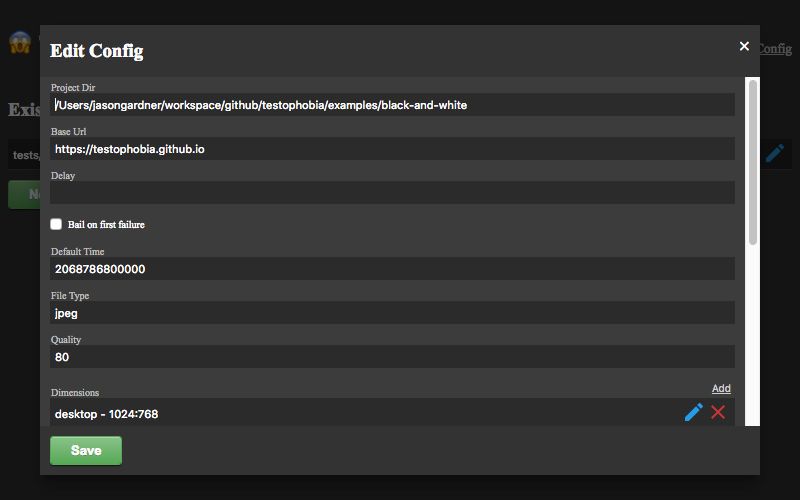 Edit Config
×
Config
Project Dir
/Users/jasongardner/workspace/github/testophobia/examples/black-and-white
Exis
Base Url
https://testophobia.github.io
tests/
Delay
Bail on first failure
Default Time
2068786800000
File Type
jpeg
Quality
80
Dimensions
Add
desktop - 1024:768
Save